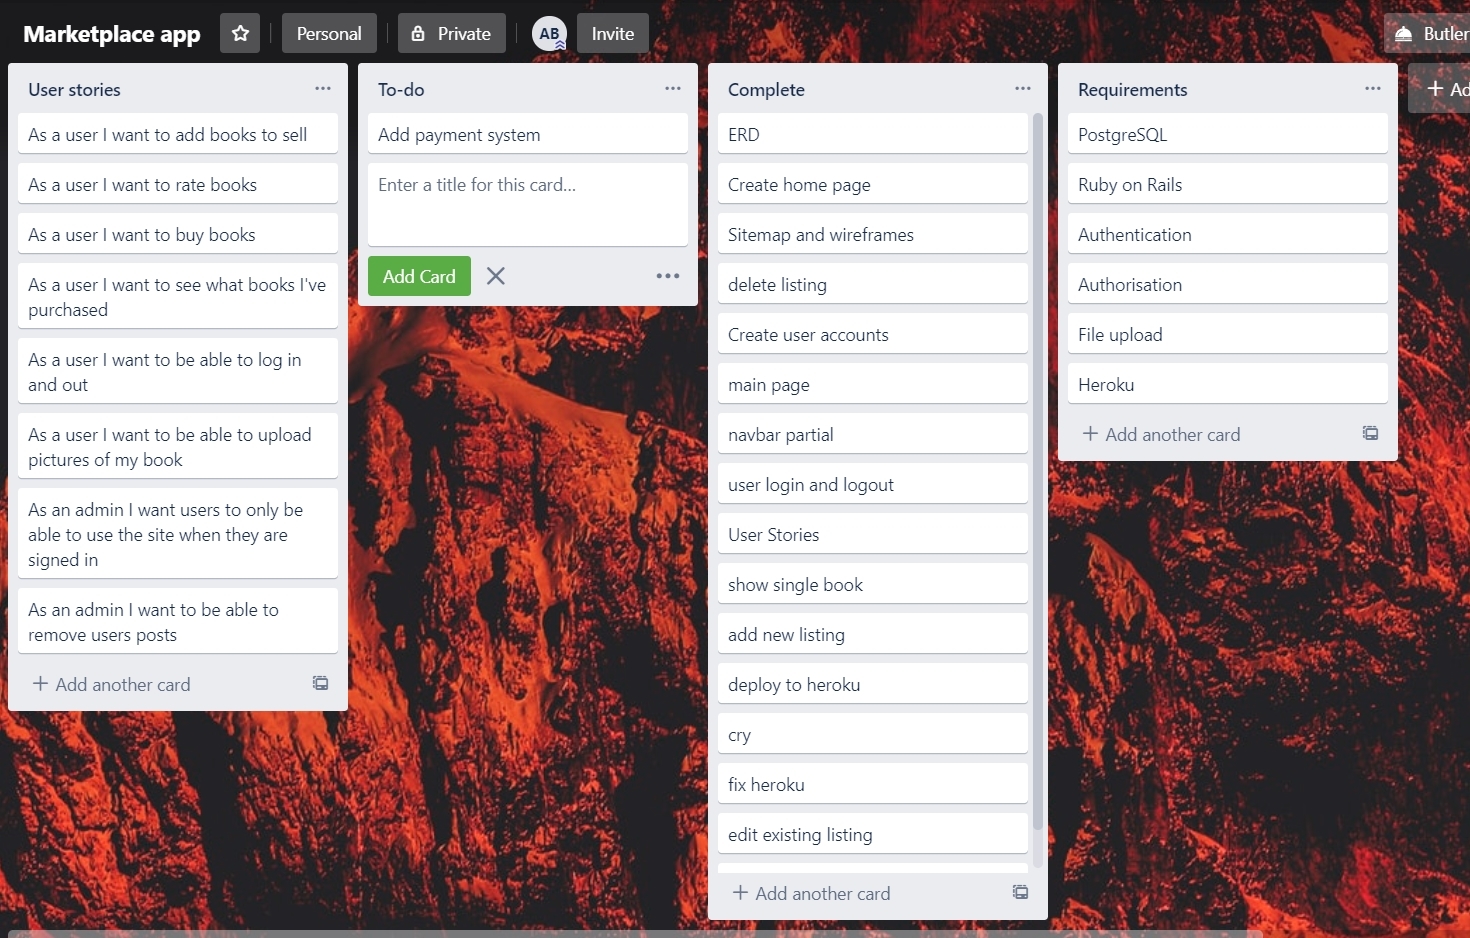 Marketplace app
Personal
Private
AB
Invite
Butler
User stories
As a user I want to add books to sell
As a user I want to rate books
As a user I want to buy books
As a user I want to see what books I've
purchased
As a user I want to be able to log in
and out
As a user I want to be able to upload
pictures of my book
As an admin I want users to only be
able to use the site when they are
signed in
As an admin I want to be able to
remove users posts
+ Add another card
To-do
Add payment system
Enter a title for this card...
Add Card
Complete
ERD
Create home page
Sitemap and wireframes
delete listing
Create user accounts
main page
navbar partial
user login and logout
User Stories
show single book
add new listing
deploy to heroku
cry
fix heroku
edit existing listing
+ Add another card
Requirements
PostgreSQL
Ruby on Rails
Authentication
Authorisation
File upload
Heroku
+ Add another card
+ Ad